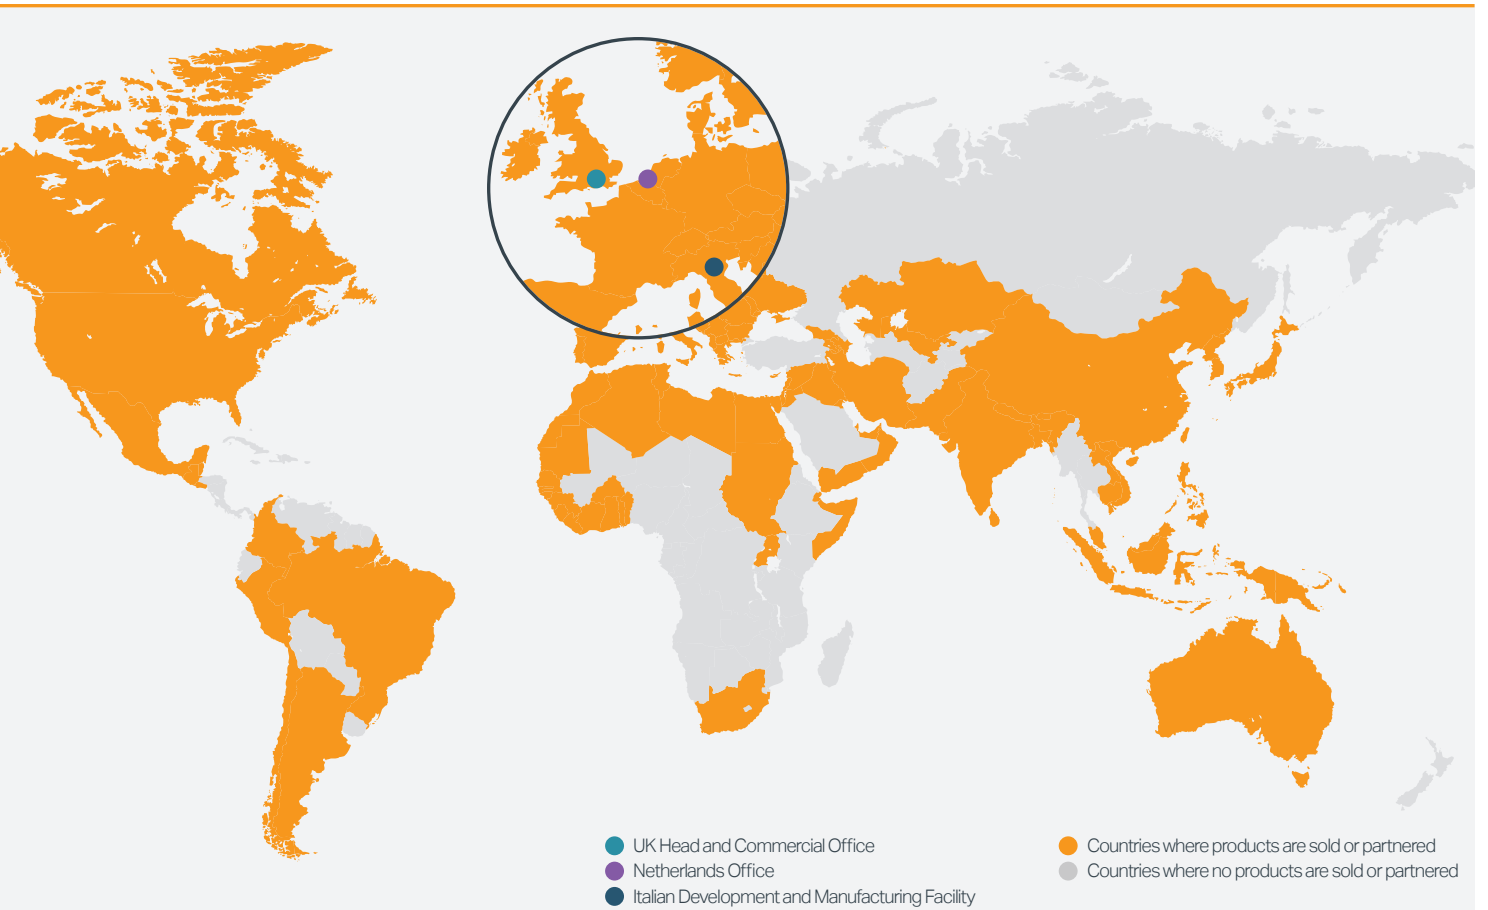 UK Head and Commercial Office
Netherlands Office
Italian Development and Manufacturing Facility
Countries where products are sold or partnered
Countries where no products are sold or partnered